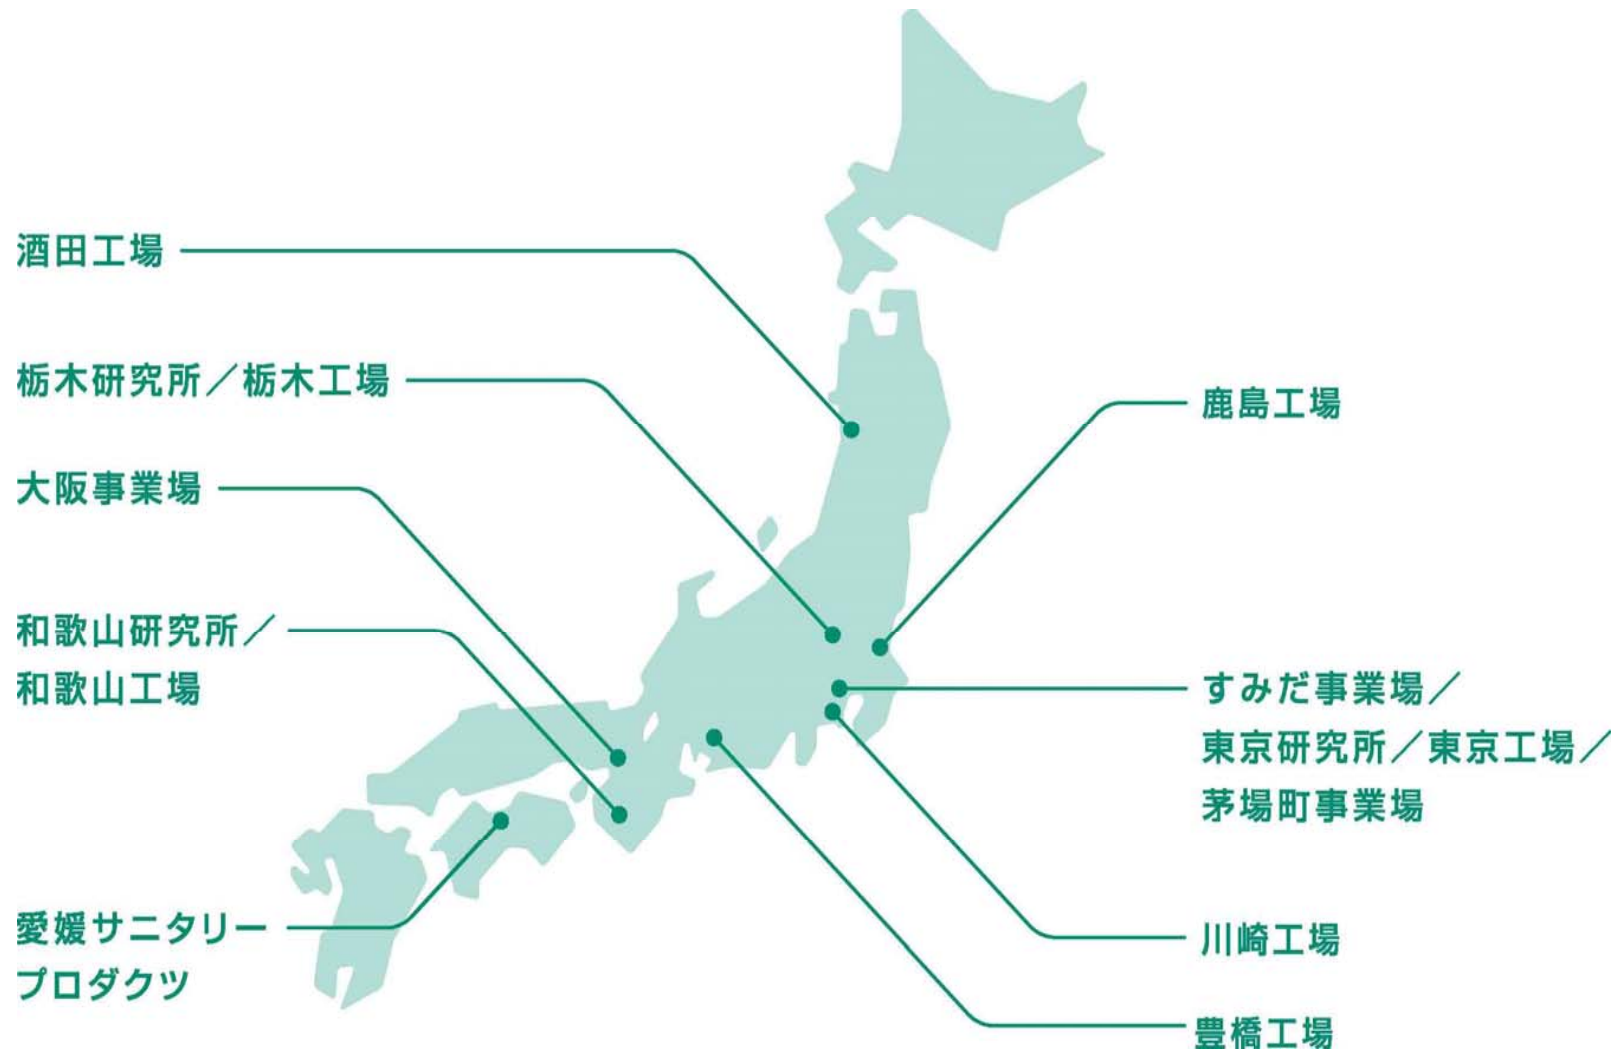 酒田工場
栃木研究所／栃木工場
大阪事業場
和歌山研究所／
和歌山工場
愛媛サニタリー
プロダクツ
鹿島工場
すみだ事業場／
東京研究所／東京工場／
茅場町事業場
川崎工場
豊橋工場